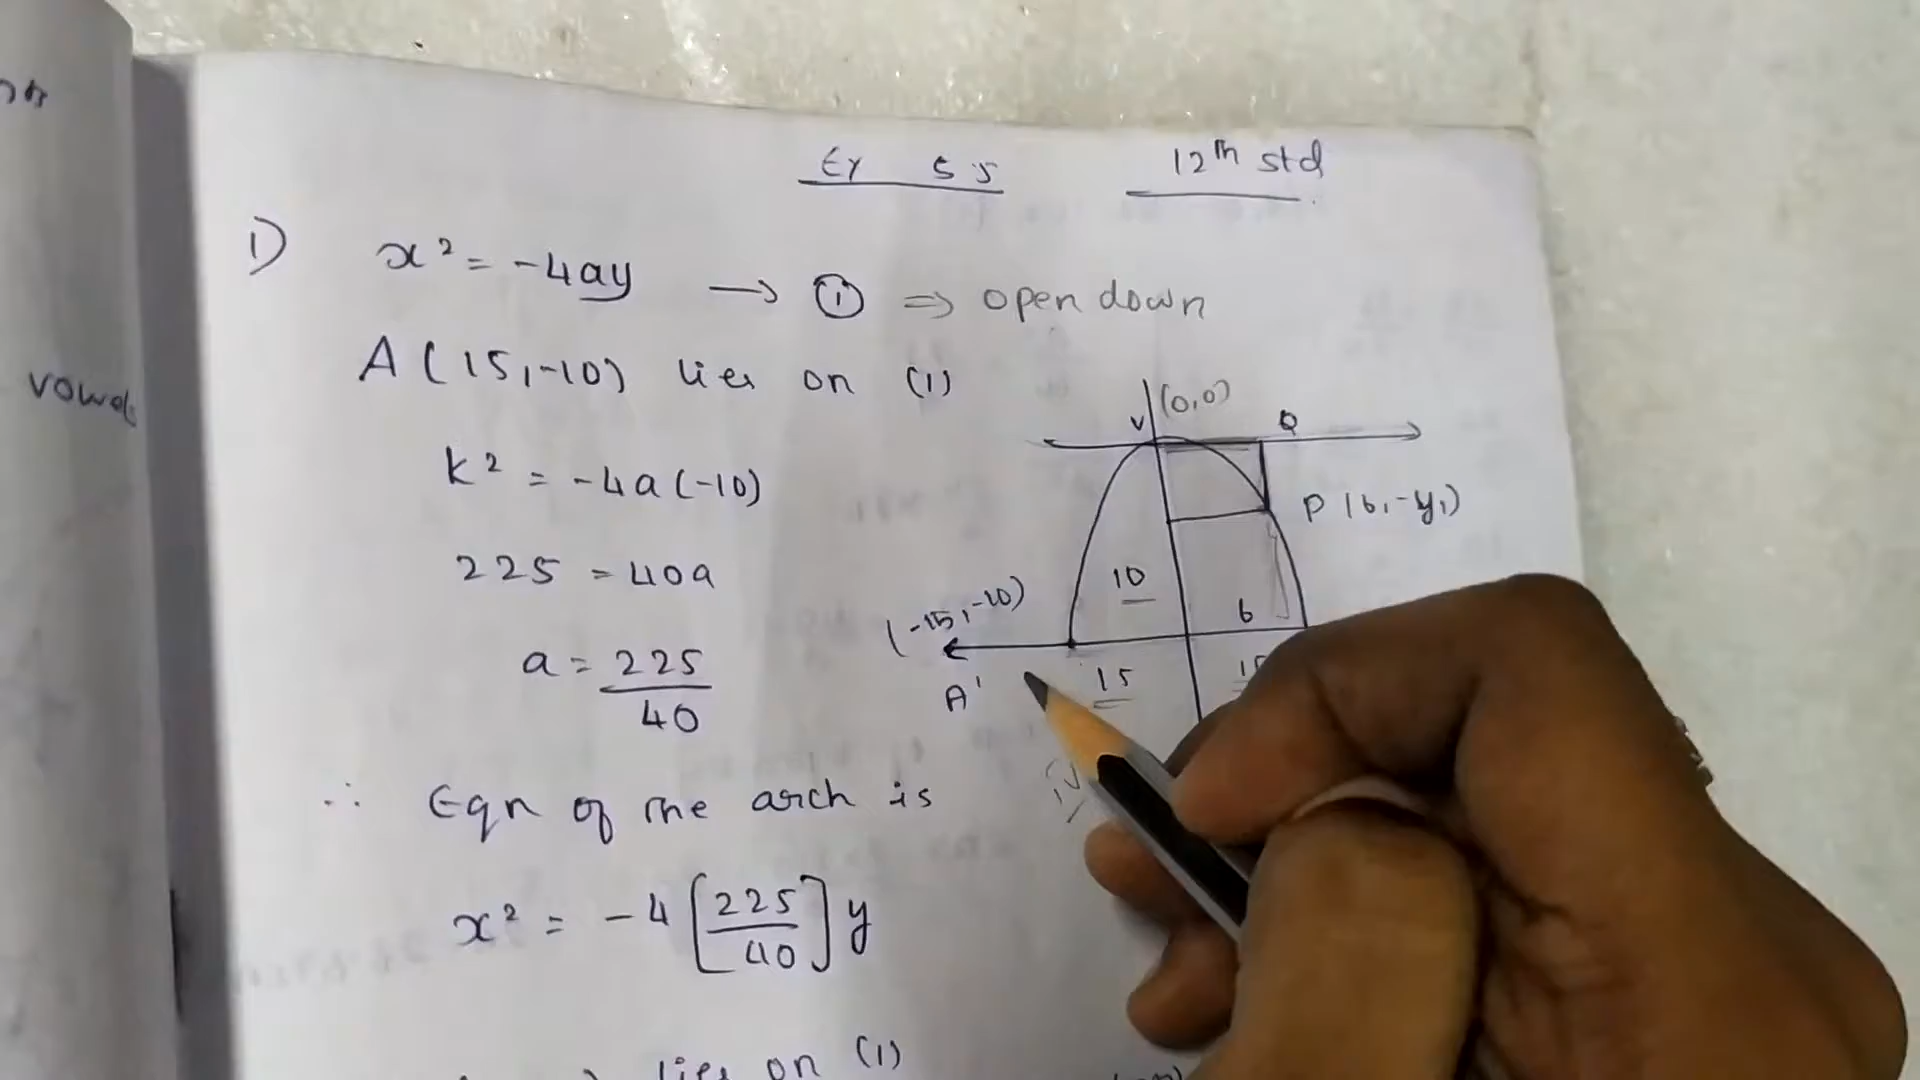 vowel
Ex 5.5 12th std
1) x² = -4ay → ① ⇒ open down
A (15, -10) lies on (1)
k² = -4a (-10)
225 = 40a
a = 225/40
∴ Eqn of the arch is
x² = -4 [225/40] y
lies on (1)
V (0,0) Q
P (6, -y₁)
10
6
(-15, -10)
A'
15